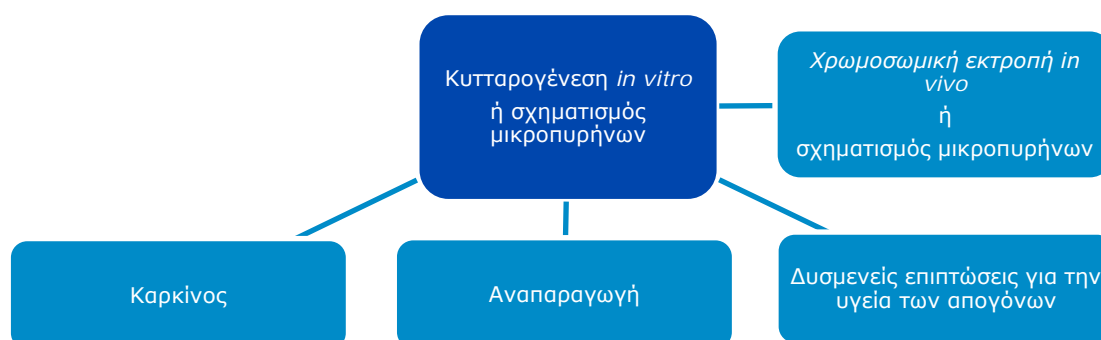 Κυτταρογένεση in vitro
ή σχηματισμός
μικροπυρήνων
Χρωμοσωμική εκτροπή in
vivo
ή
σχηματισμός μικροπυρήνων
Καρκίνος
Αναπαραγωγή
Δυσμενείς επιπτώσεις για την
υγεία των απογόνων